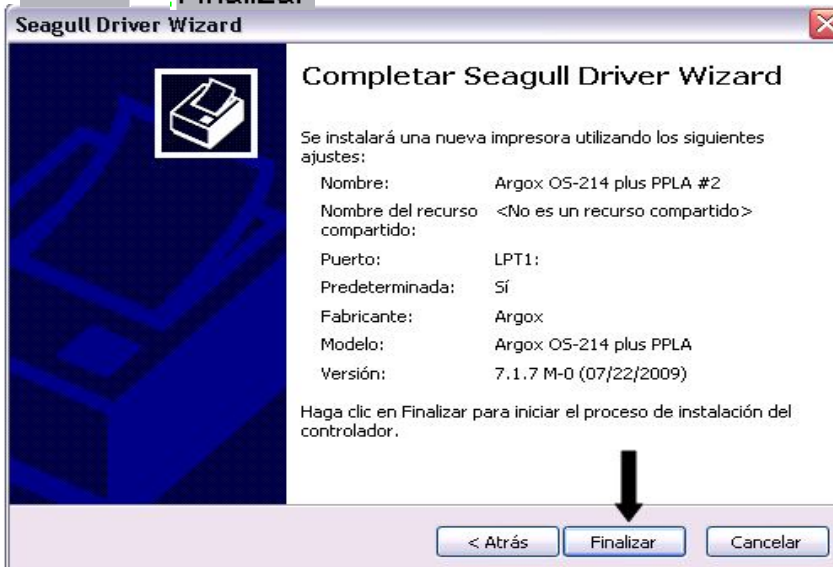 Finalizar
Seagull Driver Wizard
Completar Seagull Driver Wizard
Se instalará una nueva impresora utilizando los siguientes
ajustes:
Nombre: Argox OS-214 plus PPLA #2
Nombre del recurso <No es un recurso compartido>
compartido:
Puerto: LPT1:
Predeterminada: Sí
Fabricante: Argox
Modelo: Argox OS-214 plus PPLA
Versión: 7.1.7 M-0 (07/22/2009)
Haga clic en Finalizar para iniciar el proceso de instalación del
controlador.
< Atrás Finalizar Cancelar